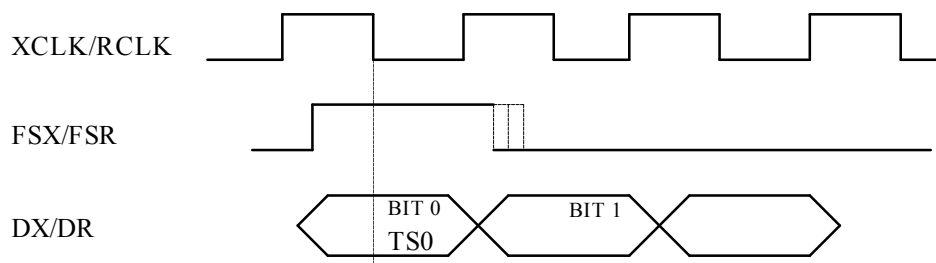 XCLK/RCLK
FSX/FSR
BIT 0
BIT 1
DX/DR
TS0